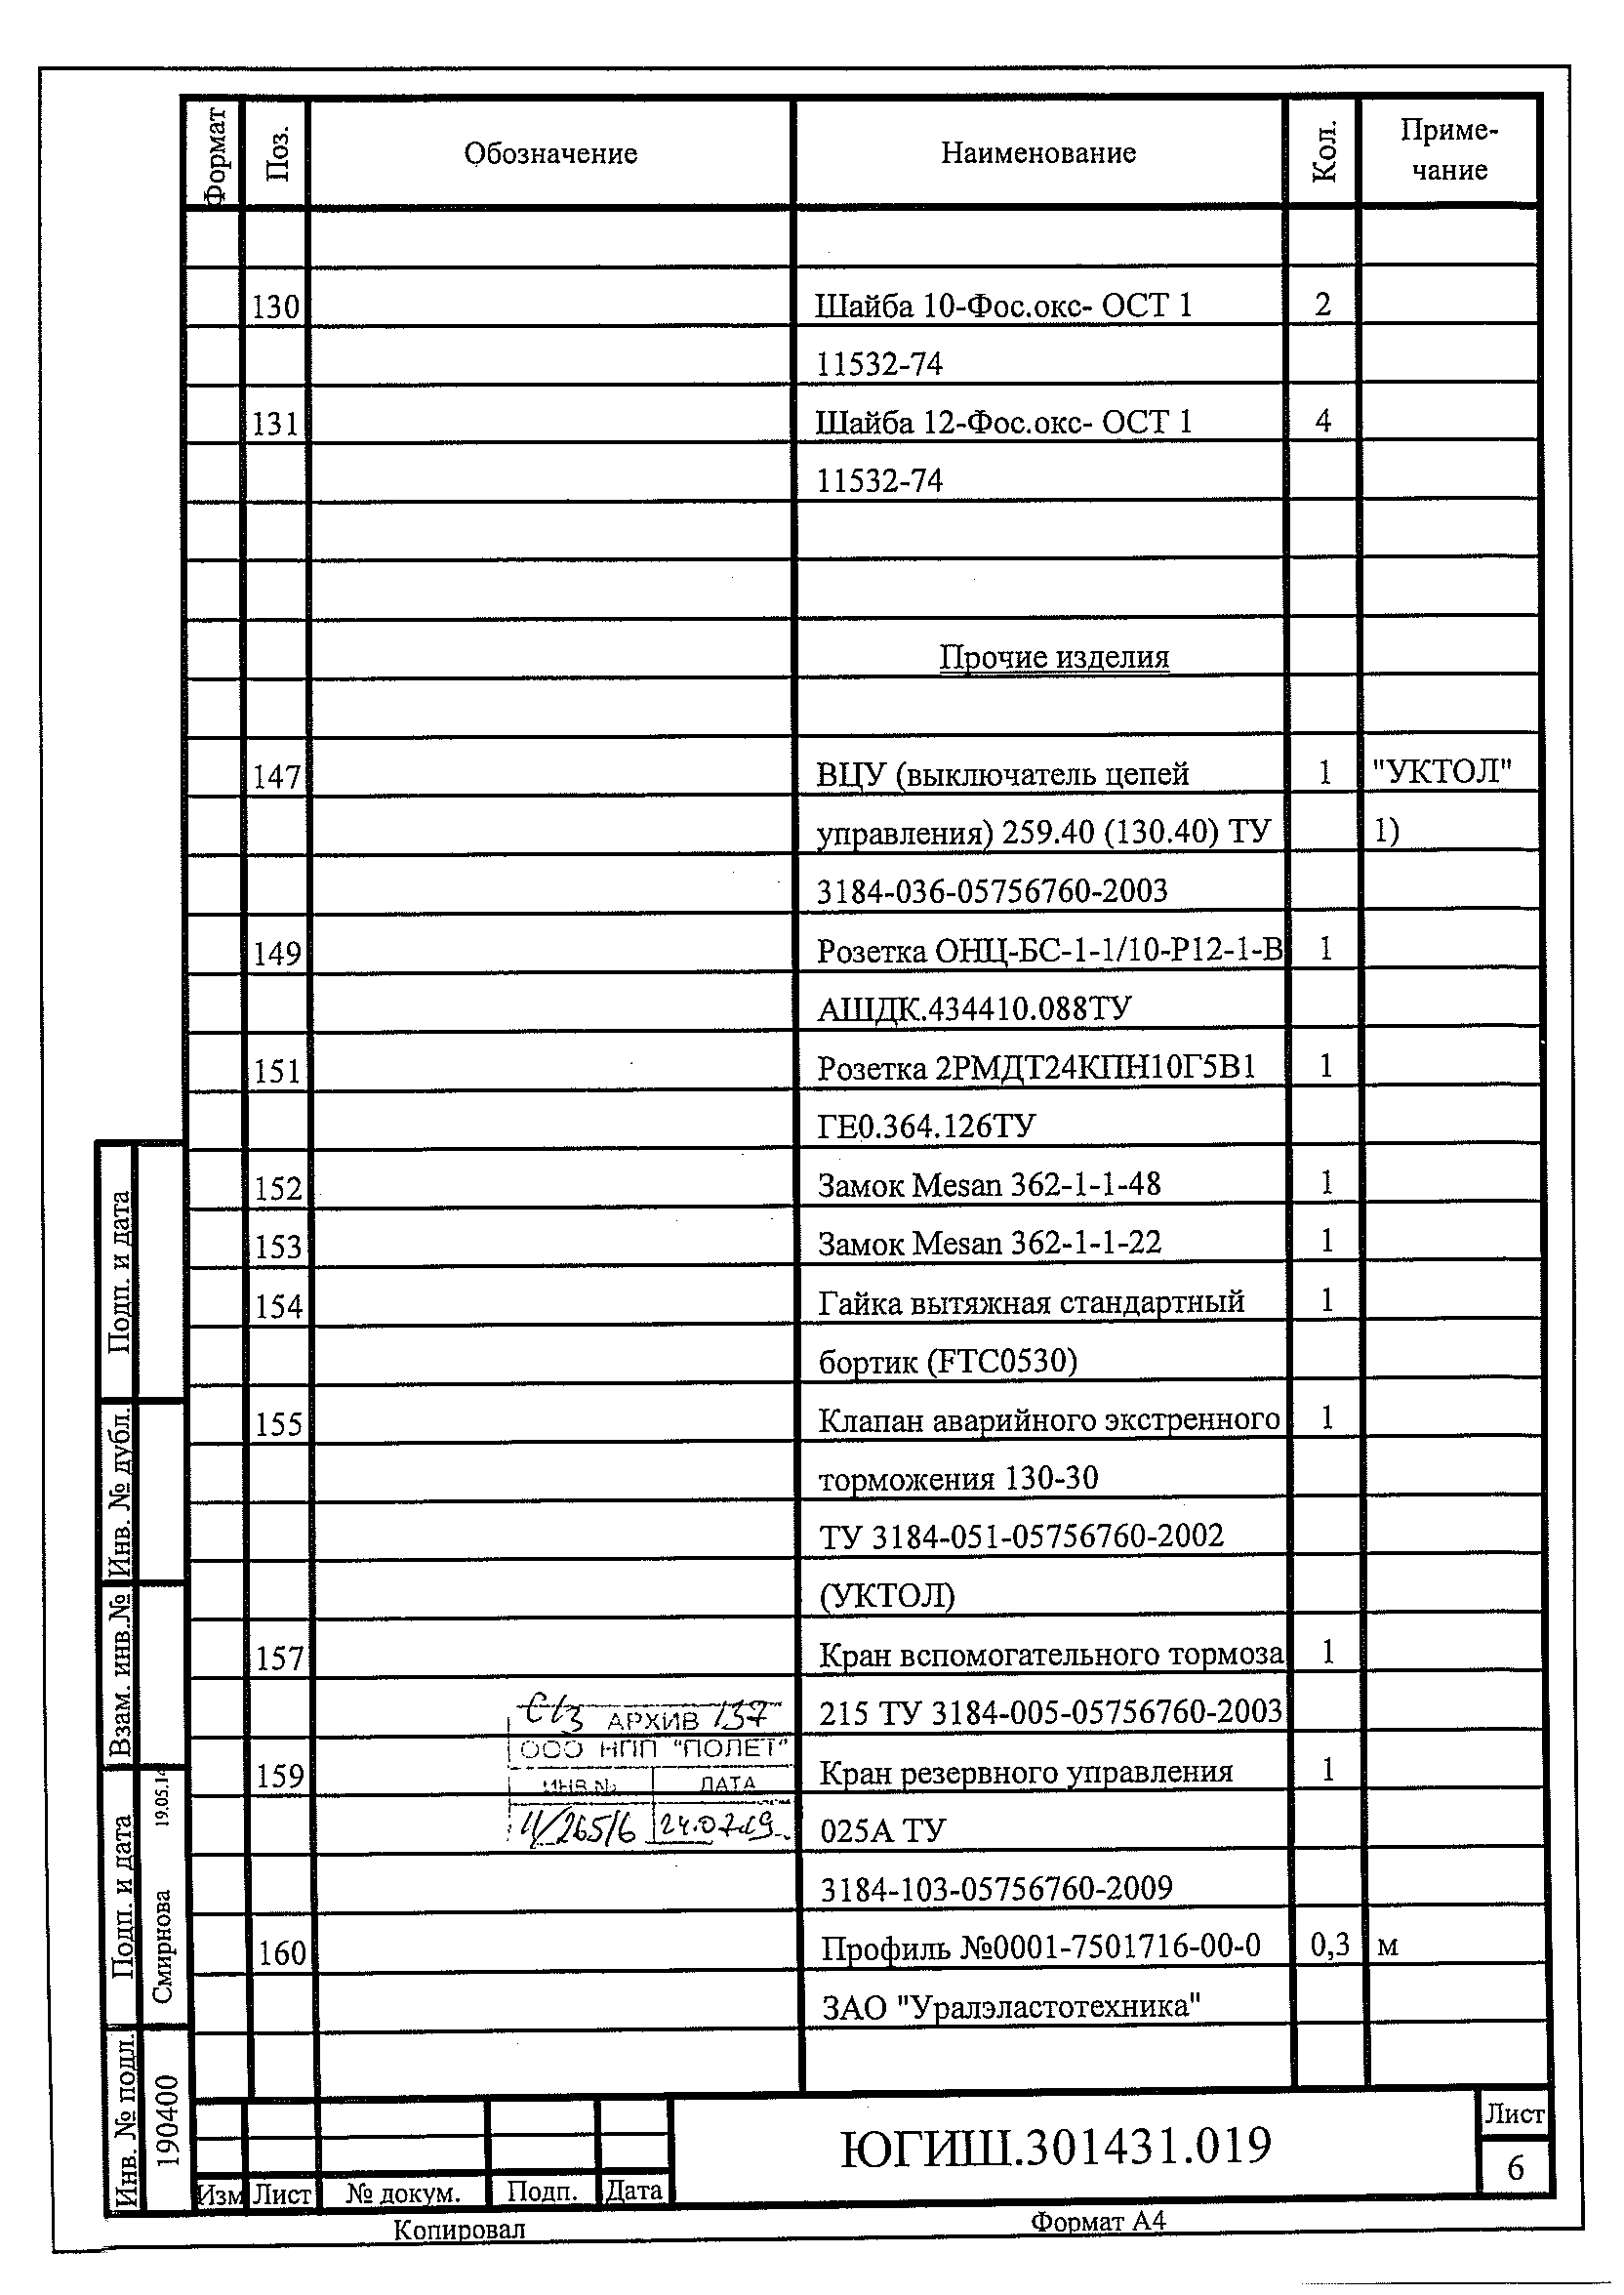 Формат Поз. Обозначение Наименование Кол. Приме-
чание
130 Шайба 10-Фос.окс- ОСТ 1 2
11532-74
131 Шайба 12-Фос.окс- ОСТ 1 4
11532-74
Прочие изделия
147 ВЦУ (выключатель цепей 1 "УКТОЛ"
управления) 259.40 (130.40) ТУ 1)
3184-036-05756760-2003
149 Розетка ОНЦ-БС-1-1/10-Р12-1-В 1
АШДК.434410.088ТУ
151 Розетка 2РМДТ24КПН10Г5В1 1
ГЕ0.364.126ТУ
152 Замок Mesan 362-1-1-48 1
153 Замок Mesan 362-1-1-22 1
154 Гайка вытяжная стандартный 1
бортик (FTC0530)
155 Клапан аварийного экстренного 1
торможения 130-30
ТУ 3184-051-05756760-2002
(УКТОЛ)
157 Кран вспомогательного тормоза 1
215 ТУ 3184-005-05756760-2003
159 Кран резервного управления 1
025А ТУ
3184-103-05756760-2009
160 Профиль №0001-7501716-00-0 0,3 м
ЗАО "Уралэластотехника"
АРХИВ 137
ООО НПП "ПОЛЕТ"
ИНВ.№ ДАТА
24.07.19
Подп. и дата
Инв. № дубл.
Взам. инв.№
Подп. и дата
Смирнова 19.05.14
Инв. № подл.
190400
Изм Лист № докум. Подп. Дата
ЮГИШ.301431.019
Лист
6
Копировал Формат А4